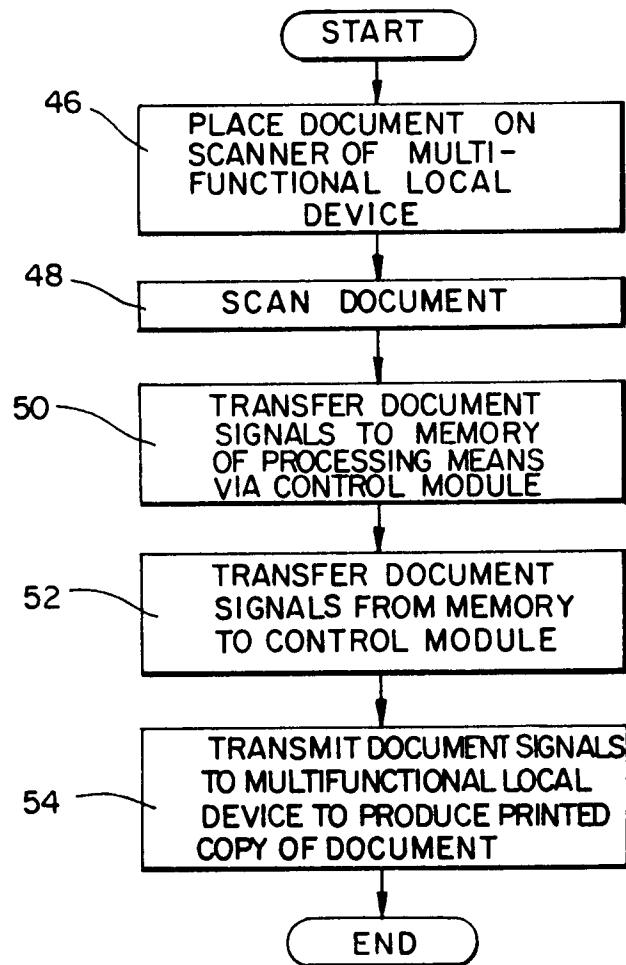 START
46
PLACE DOCUMENT ON
SCANNER OF MULTI-
FUNCTIONAL LOCAL
DEVICE
48
SCAN DOCUMENT
50
TRANSFER DOCUMENT
SIGNALS TO MEMORY
OF PROCESSING MEANS
VIA CONTROL MODULE
52
TRANSFER DOCUMENT
SIGNALS FROM MEMORY
TO CONTROL MODULE
54
TRANSMIT DOCUMENT SIGNALS
TO MULTIFUNCTIONAL LOCAL
DEVICE TO PRODUCE PRINTED
COPY OF DOCUMENT
END